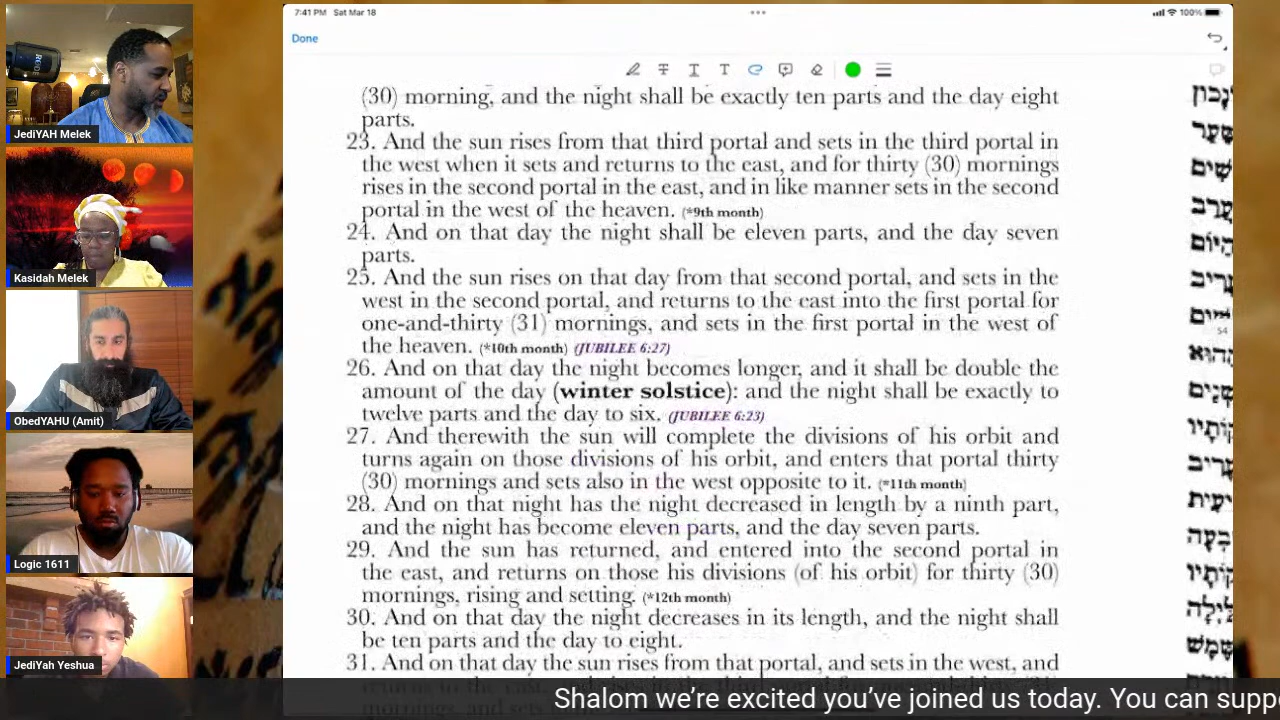 7:41 PM Sat Mar 18
100%
Done
(30) morning, and the night shall be exactly ten parts and the day eight
parts.
23. And the sun rises from that third portal and sets in the third portal in
the west when it sets and returns to the east, and for thirty (30) mornings
rises in the second portal in the east, and in like manner sets in the second
portal in the west of the heaven. (*9th month)
24. And on that day the night shall be eleven parts, and the day seven
parts.
25. And the sun rises on that day from that second portal, and sets in the
west in the second portal, and returns to the east into the first portal for
one-and-thirty (31) mornings, and sets in the first portal in the west of
the heaven. (*10th month) (JUBILEE 6:27)
26. And on that day the night becomes longer, and it shall be double the
amount of the day (winter solstice): and the night shall be exactly to
twelve parts and the day to six. (JUBILEE 6:23)
27. And therewith the sun will complete the divisions of his orbit and
turns again on those divisions of his orbit, and enters that portal thirty
(30) mornings and sets also in the west opposite to it. (*11th month)
28. And on that night has the night decreased in length by a ninth part,
and the night has become eleven parts, and the day seven parts.
29. And the sun has returned, and entered into the second portal in
the east, and returns on those his divisions (of his orbit) for thirty (30)
mornings, rising and setting. (*12th month)
30. And on that day the night decreases in its length, and the night shall
be ten parts and the day to eight.
31. And on that day the sun rises from that portal, and sets in the west, and
54
JediYAH Melek
Kasidah Melek
ObedYAHU (Amit)
Logic 1611
JediYah Yeshua
Shalom we're excited you've joined us today. You can supp